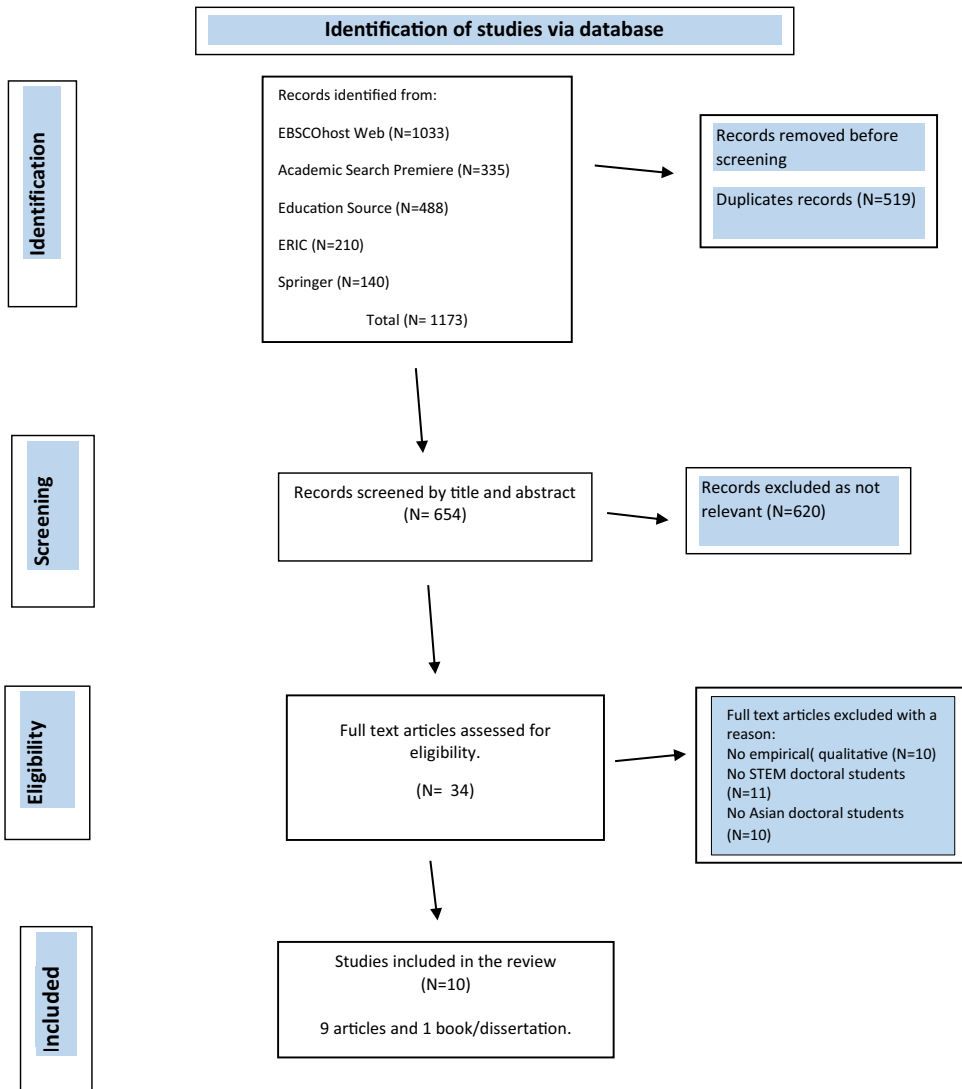 Identification of studies via database
Identification
Records identified from:
EBSCOhost Web (N=1033)
Academic Search Premiere (N=335)
Education Source (N=488)
ERIC (N=210)
Springer (N=140)
Total (N= 1173)
Records removed before
screening
Duplicates records (N=519)
Screening
Records screened by title and abstract
(N= 654)
Records excluded as not
relevant (N=620)
Eligibility
Full text articles assessed for
eligibility.
(N=  34)
Full text articles excluded with a
reason:
No empirical( qualitative (N=10)
No STEM doctoral students
(N=11)
No Asian doctoral students
(N=10)
Included
Studies included in the review
(N=10)
9 articles and 1 book/dissertation.